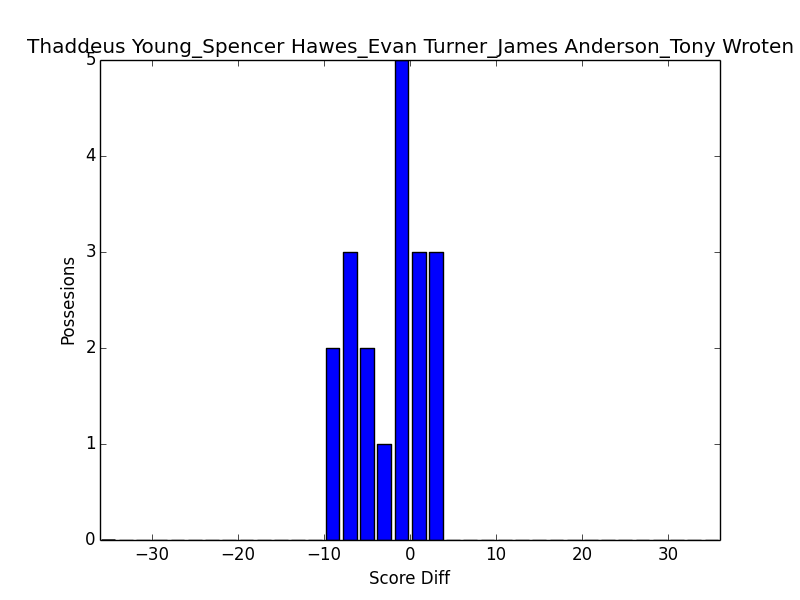 Thaddeus Young_Spencer Hawes_Evan Turner_James Anderson_Tony Wroten
5
4
3
2
1
0
Possesions
−30 −20 −10 0 10 20 30
Score Diff